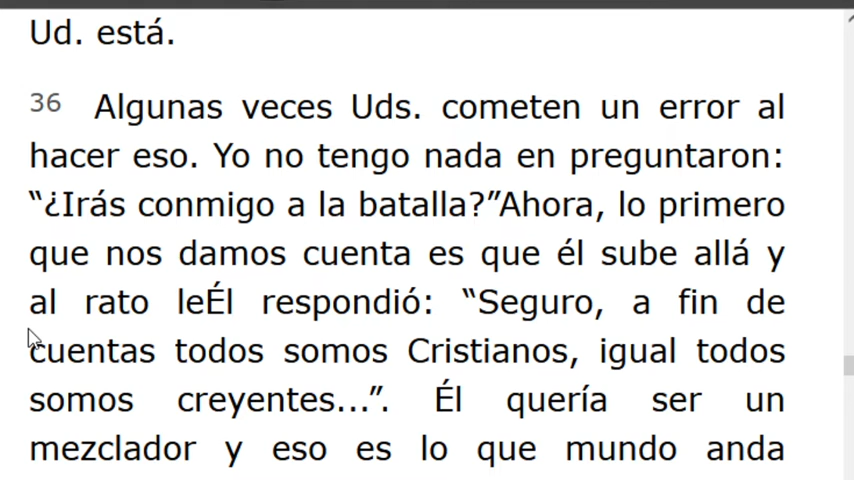 Ud. está.
36 Algunas veces Uds. cometen un error al
hacer eso. Yo no tengo nada en preguntaron:
“¿Irás conmigo a la batalla?”Ahora, lo primero
que nos damos cuenta es que él sube allá y
al rato leÉl respondió: “Seguro, a fin de
cuentas todos somos Cristianos, igual todos
somos creyentes...”. Él quería ser un
mezclador y eso es lo que mundo anda